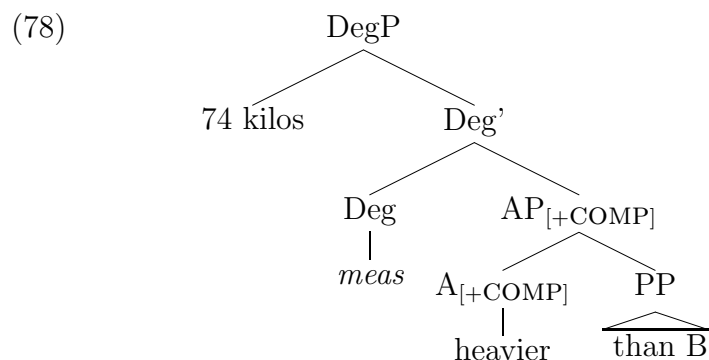 (78) DegP
74 kilos Deg’
Deg AP[+COMP]
meas A[+COMP] PP
heavier than B